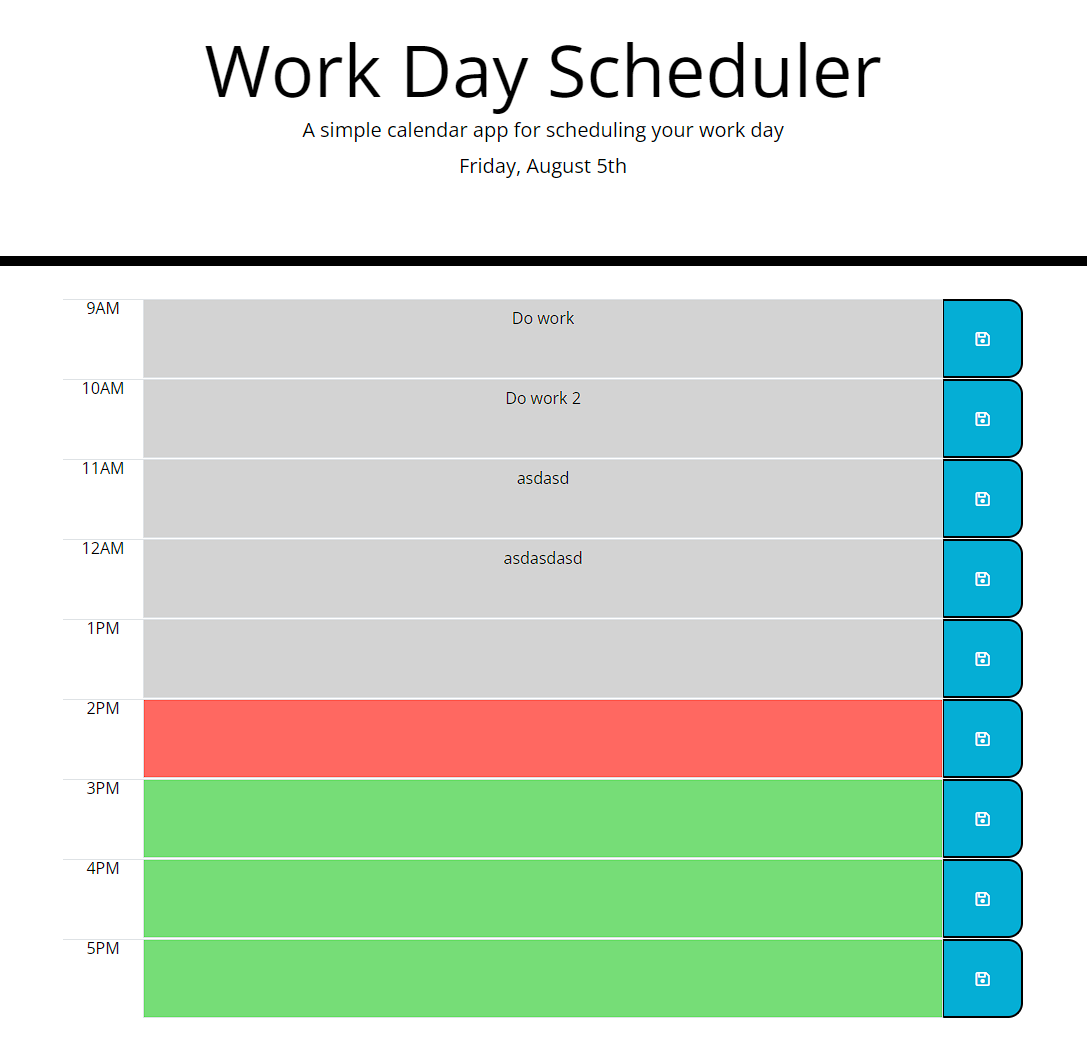 Work Day Scheduler
A simple calendar app for scheduling your work day
Friday, August 5th
9AM Do work
10AM Do work 2
11AM asdasd
12AM asdasdasd
1PM
2PM
3PM
4PM
5PM